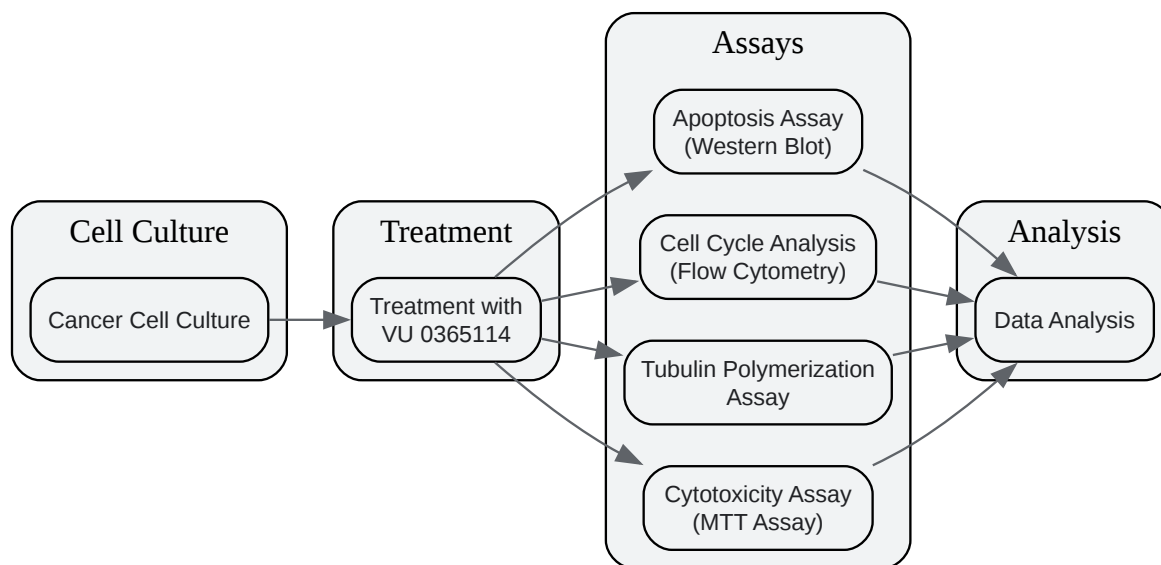 Cell Culture
Cancer Cell Culture
Treatment
Treatment with
VU 0365114
Assays
Apoptosis Assay
(Western Blot)
Cell Cycle Analysis
(Flow Cytometry)
Tubulin Polymerization
Assay
Cytotoxicity Assay
(MTT Assay)
Analysis
Data Analysis